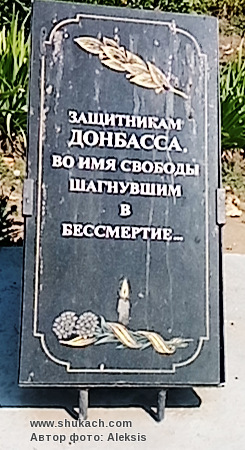 ЗАЩИТНИКАМ
ДОНБАССА,
ВО ИМЯ СВОБОДЫ
ШАГНУВШИМ
В
БЕССМЕРТИЕ...
www.shukach.com
Автор фото: Aleksis